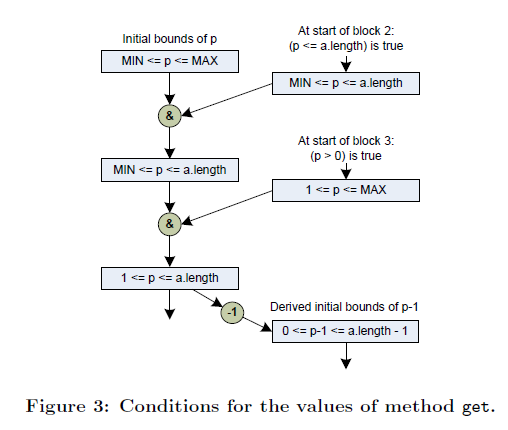 Initial bounds of p
MIN <= p <= MAX
At start of block 2:
(p <= a.length) is true
MIN <= p <= a.length
&
MIN <= p <= a.length
At start of block 3:
(p > 0) is true
1 <= p <= MAX
&
1 <= p <= a.length
-1
Derived initial bounds of p-1
0 <= p-1 <= a.length - 1
Figure 3: Conditions for the values of method get.